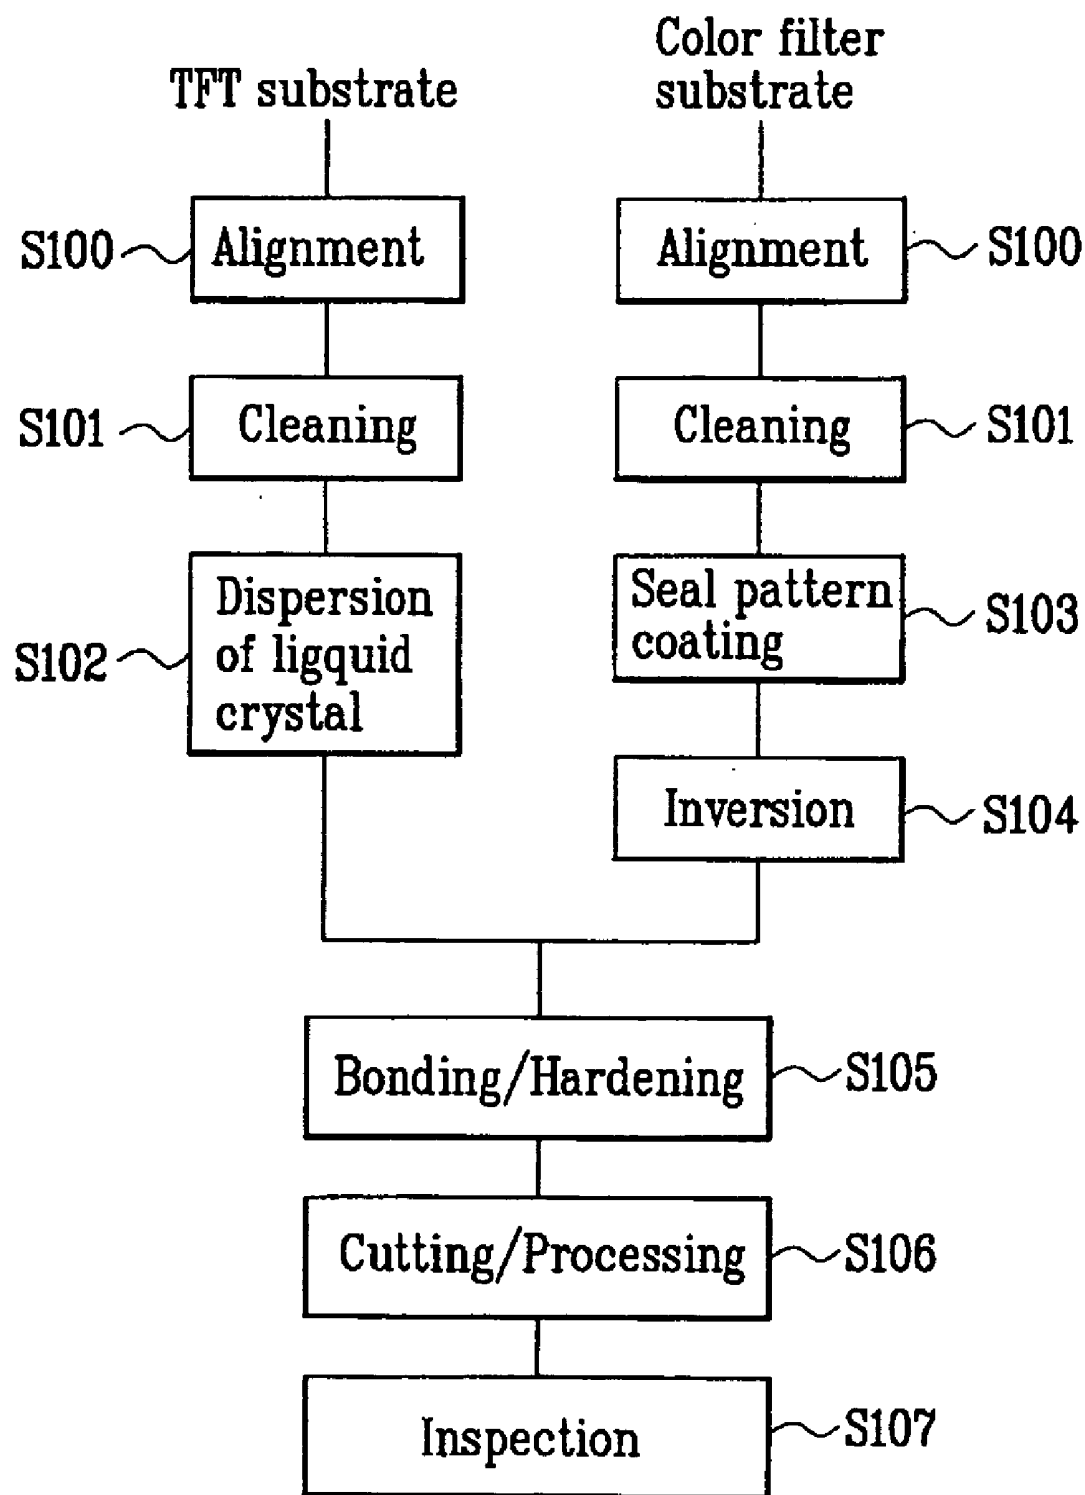 Color filter
substrate
TFT substrate
S100
Alignment
Alignment
S100
S101
Cleaning
Cleaning
S101
S102
Dispersion
of ligquid
crystal
Seal pattern
coating
S103
Inversion
S104
Bonding/Hardening
S105
Cutting/Processing
S106
Inspection
S107